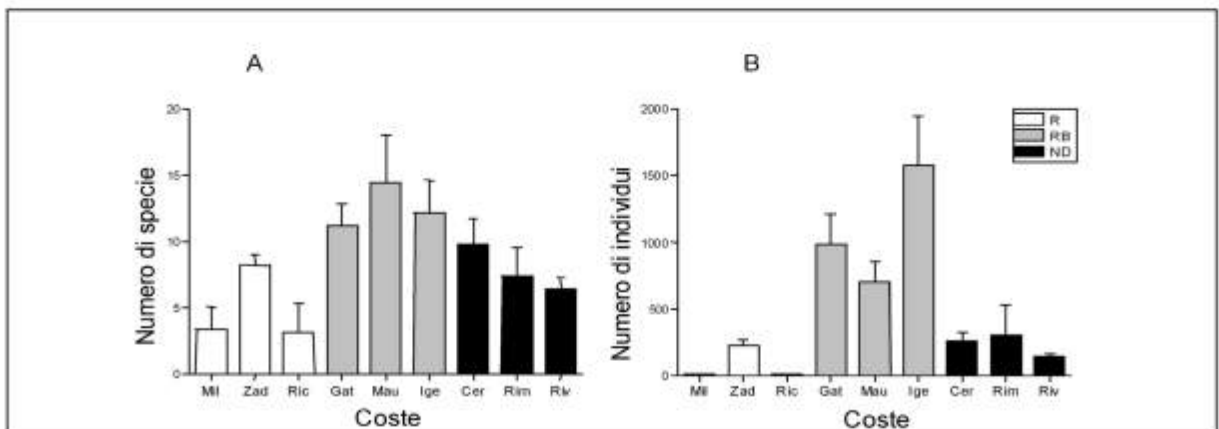 A
Numero di specie
20
15
10
5
0
Mil Zad Ric Gat Mau Ige Cer Rim Riv
Coste
B
Numero di individui
2000
1500
1000
500
0
Mil Zad Ric Gat Mau Ige Cer Rim Riv
Coste
R
RB
ND